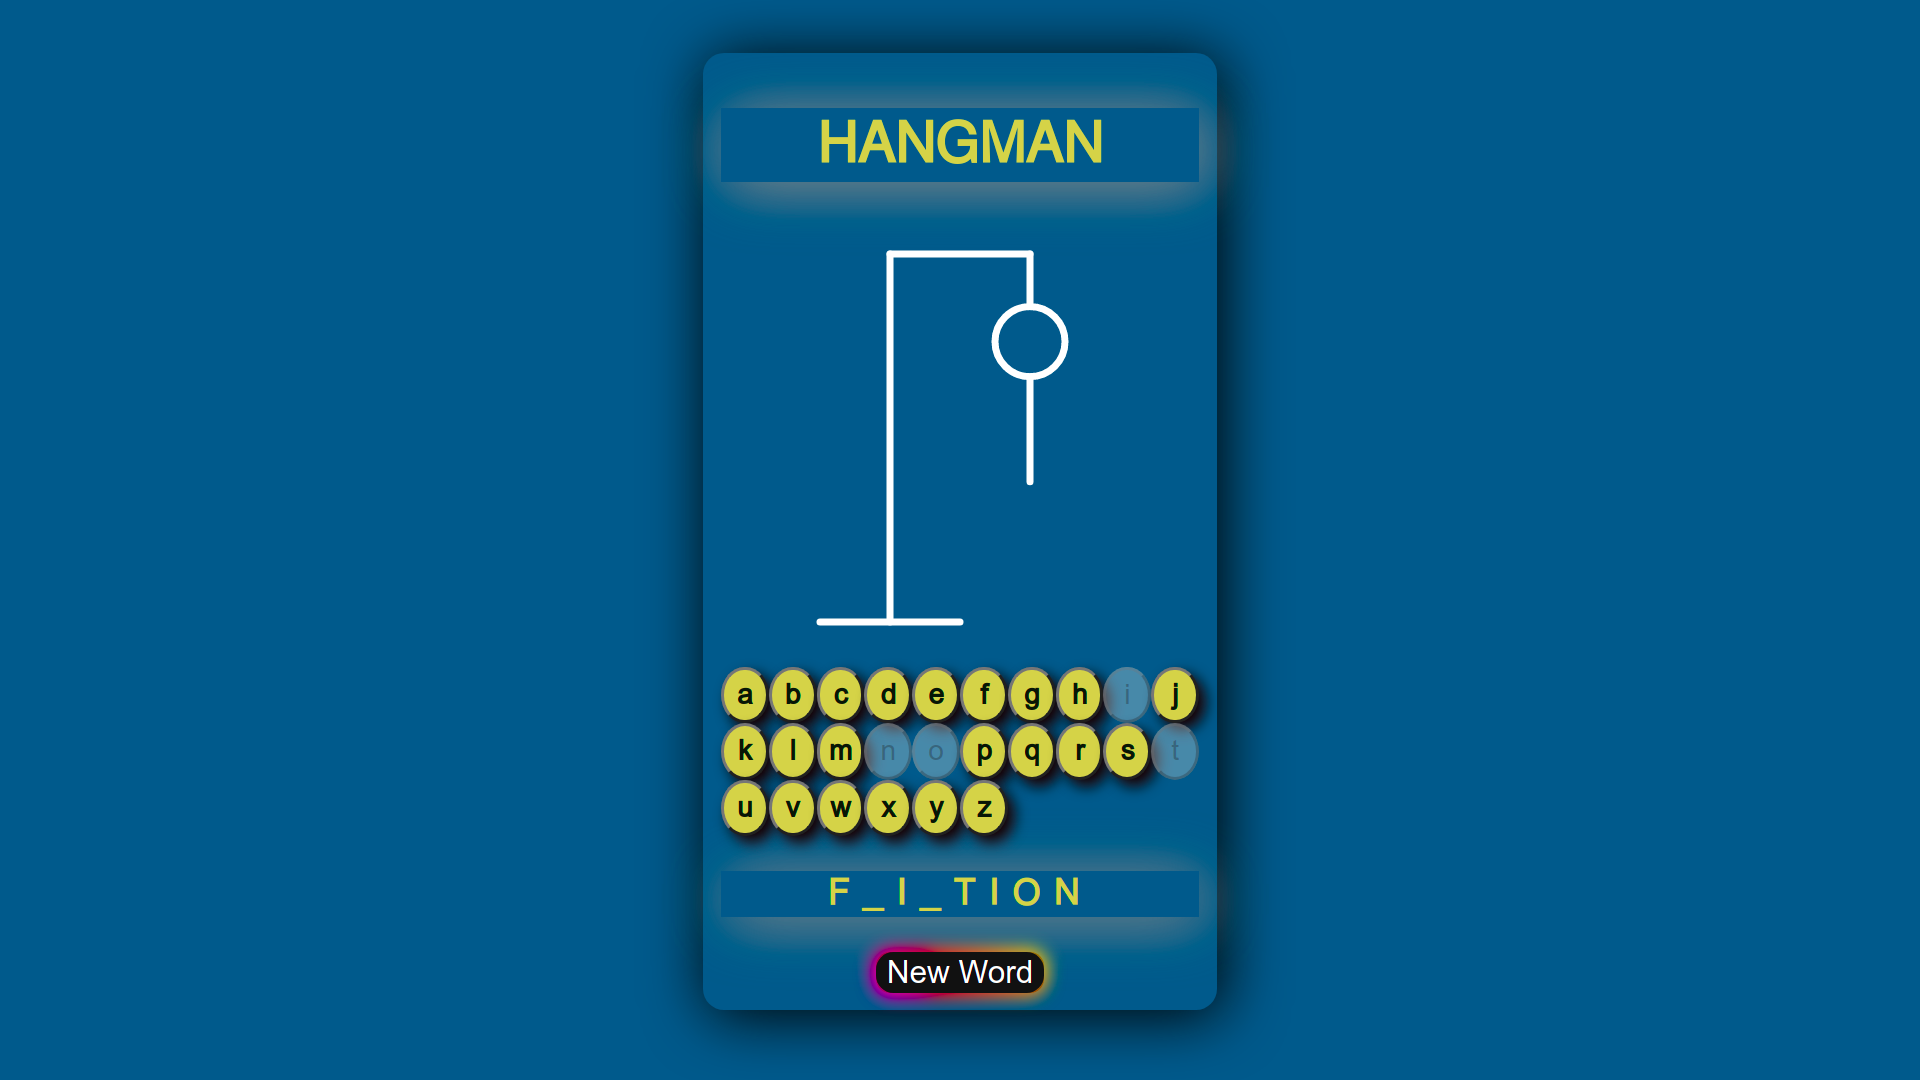 HANGMAN
a b c d e f g h i j
k l m n o p q r s t
u v w x y z
F _ I _ T I O N
New Word